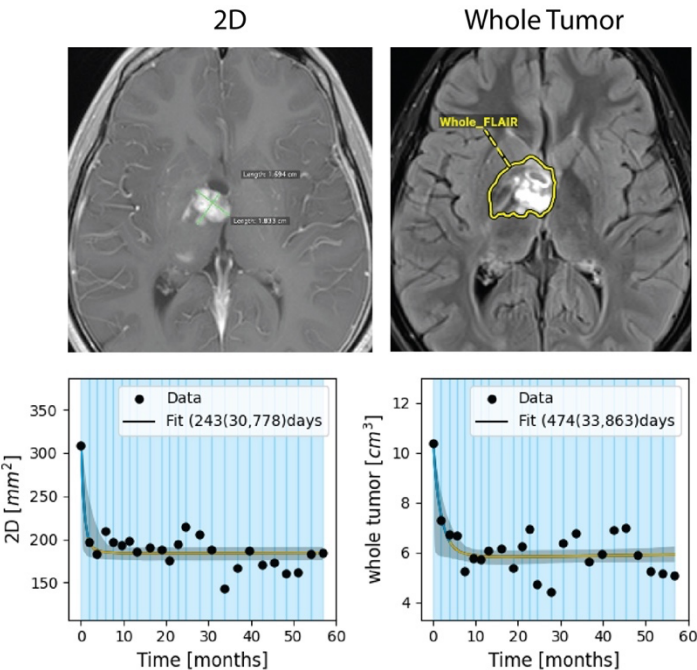 2D
Whole Tumor
Length: 1.694 cm
Length: 1.833 cm
Whole_FLAIR
2D [mm²]
350
300
250
200
150
Data
Fit (243(30,778)days
0 10 20 30 40 50 60
Time [months]
whole tumor [cm³]
12
10
8
6
4
Data
Fit (474(33,863)days
0 10 20 30 40 50 60
Time [months]